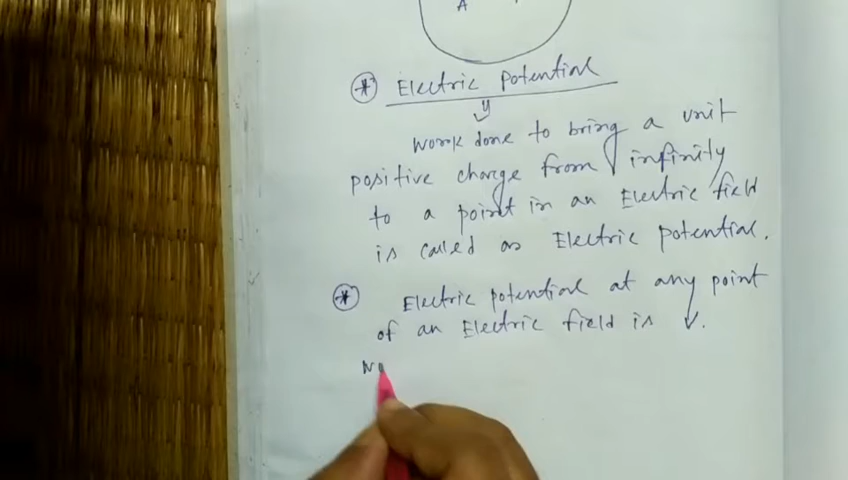 A
* Electric Potential
Work done to bring a unit
positive charge from infinity
to a point in an Electric field
is called as Electric potential.
* Electric potential at any point
of an Electric field is V.